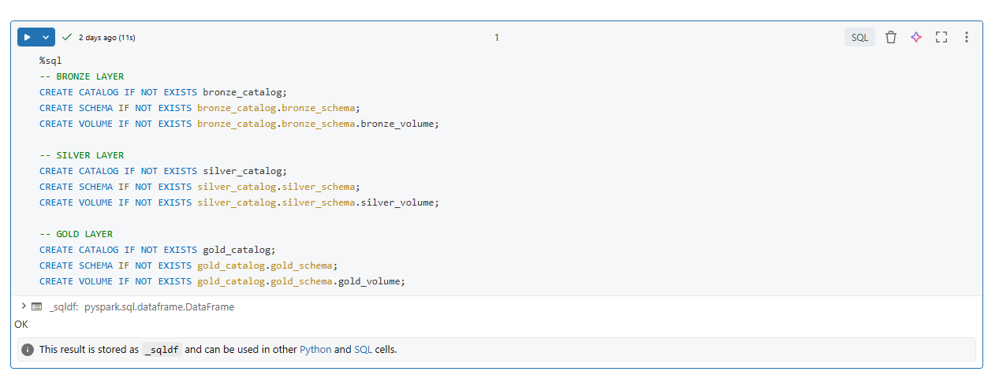 2 days ago (11s)
1
SQL
%sql
-- BRONZE LAYER
CREATE CATALOG IF NOT EXISTS bronze_catalog;
CREATE SCHEMA IF NOT EXISTS bronze_catalog.bronze_schema;
CREATE VOLUME IF NOT EXISTS bronze_catalog.bronze_schema.bronze_volume;
-- SILVER LAYER
CREATE CATALOG IF NOT EXISTS silver_catalog;
CREATE SCHEMA IF NOT EXISTS silver_catalog.silver_schema;
CREATE VOLUME IF NOT EXISTS silver_catalog.silver_schema.silver_volume;
-- GOLD LAYER
CREATE CATALOG IF NOT EXISTS gold_catalog;
CREATE SCHEMA IF NOT EXISTS gold_catalog.gold_schema;
CREATE VOLUME IF NOT EXISTS gold_catalog.gold_schema.gold_volume;
_sqldf: pyspark.sql.dataframe.DataFrame
OK
This result is stored as _sqldf and can be used in other Python and SQL cells.